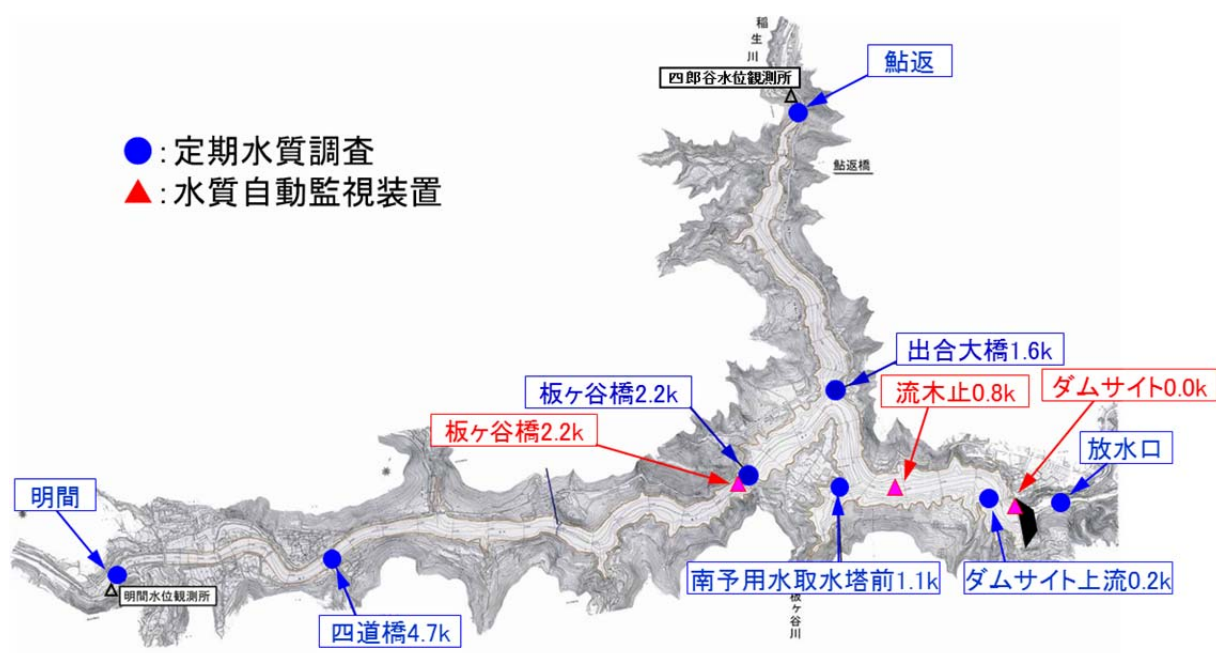 稲生川
四郎谷水位観測所
鮎返
●:定期水質調査
▲:水質自動監視装置
鮎返橋
出合大橋1.6k
板ヶ谷橋2.2k
流木止0.8k
ダムサイト0.0k
板ヶ谷橋2.2k
放水口
明間
明間水位観測所
四道橋4.7k
南予用水取水塔前1.1k
ダムサイト上流0.2k
板ヶ谷川